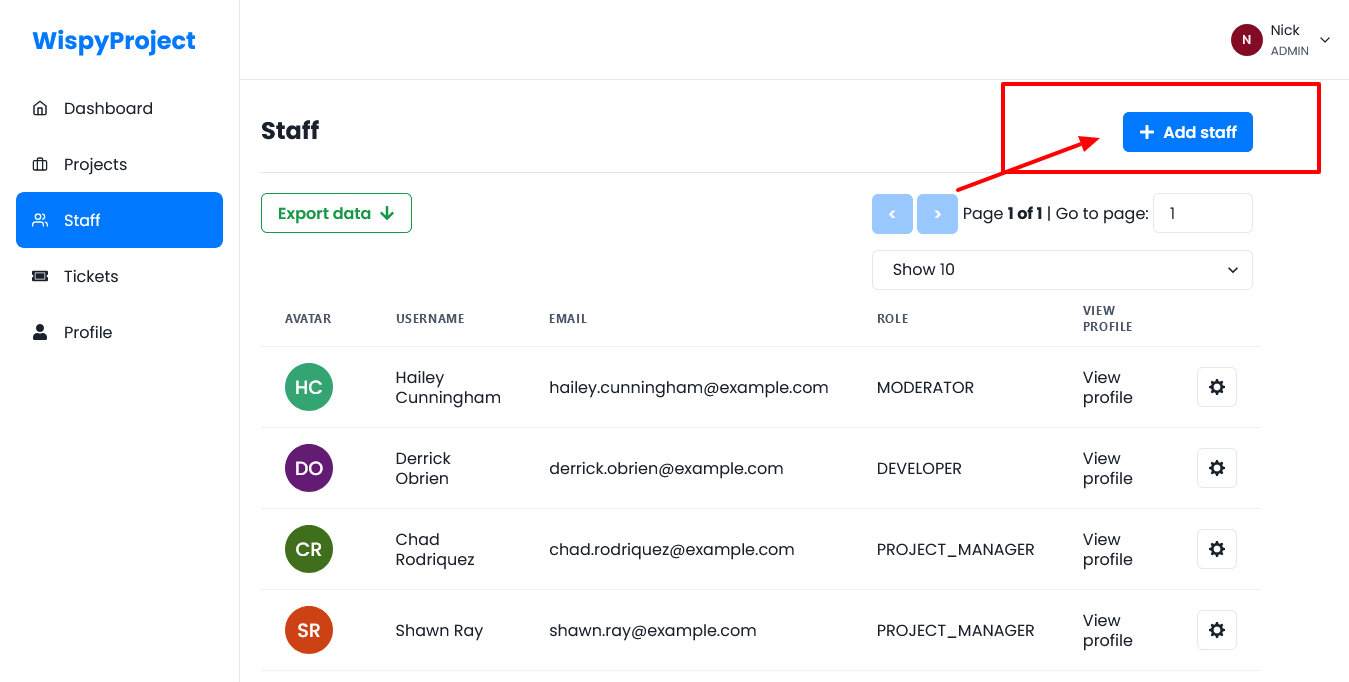 WispyProject
N
Nick
ADMIN
Dashboard
Projects
Staff
Tickets
Profile
Staff
+ Add staff
Export data ↓
< > Page 1 of 1 | Go to page: 1
Show 10
AVATAR USERNAME EMAIL ROLE VIEW
PROFILE
HC Hailey
Cunningham hailey.cunningham@example.com MODERATOR View
profile
DO Derrick
Obrien derrick.obrien@example.com DEVELOPER View
profile
CR Chad
Rodriquez chad.rodriquez@example.com PROJECT_MANAGER View
profile
SR Shawn Ray shawn.ray@example.com PROJECT_MANAGER View
profile